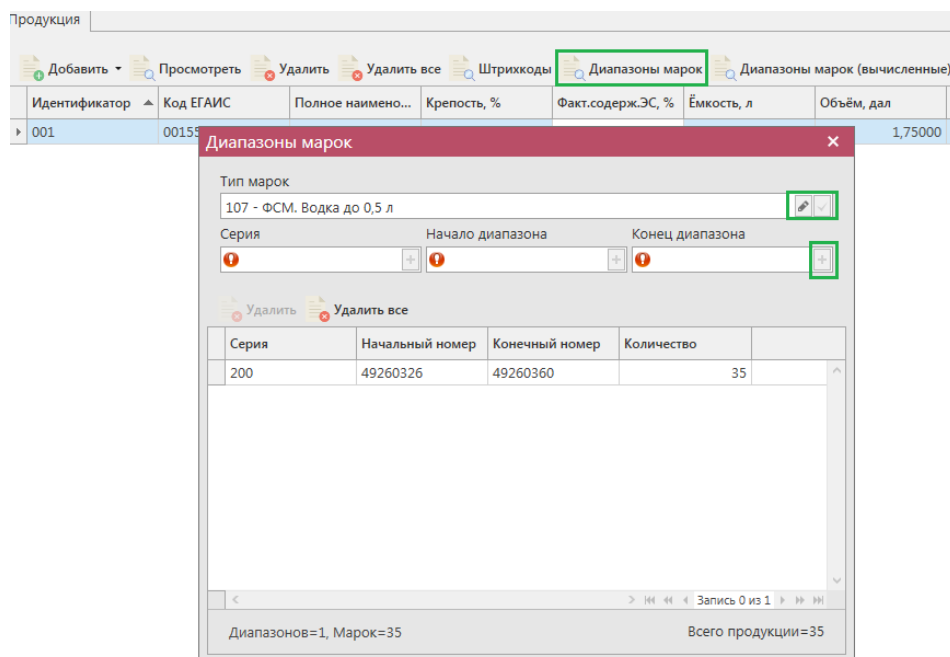 Продукция
Добавить Просмотреть Удалить Удалить все Штрихкоды Диапазоны марок Диапазоны марок (вычисленные)
Идентификатор Код ЕГАИС Полное наимено... Крепость, % Факт.содерж.ЭС, % Ёмкость, л Объём, дал
001 00155 1,75000
Диапазоны марок
Тип марок
107 - ФСМ. Водка до 0,5 л
Серия Начало диапазона Конец диапазона
Удалить Удалить все
Серия Начальный номер Конечный номер Количество
200 49260326 49260360 35
Запись 0 из 1
Диапазонов=1, Марок=35 Всего продукции=35